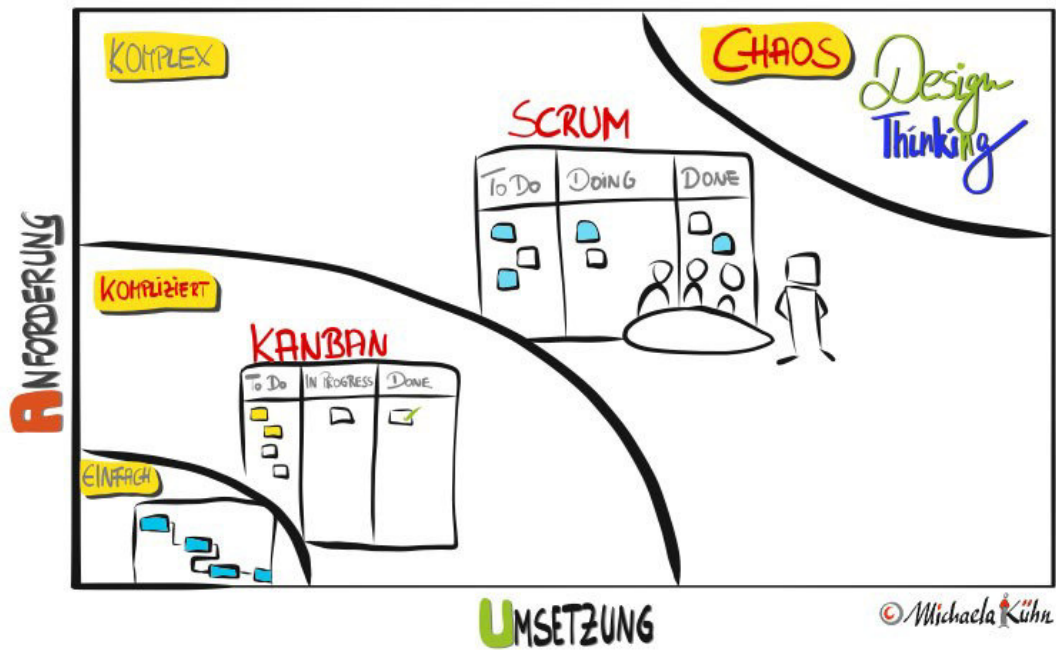 KOMPLEX
CHAOS
Design
Thinking
SCRUM
To Do
DOING
DONE
ANFORDERUNG
KOMPLIZIERT
KANBAN
To Do
IN PROGRESS
DONE
EINFACH
UMSETZUNG
© Michaela Kühn